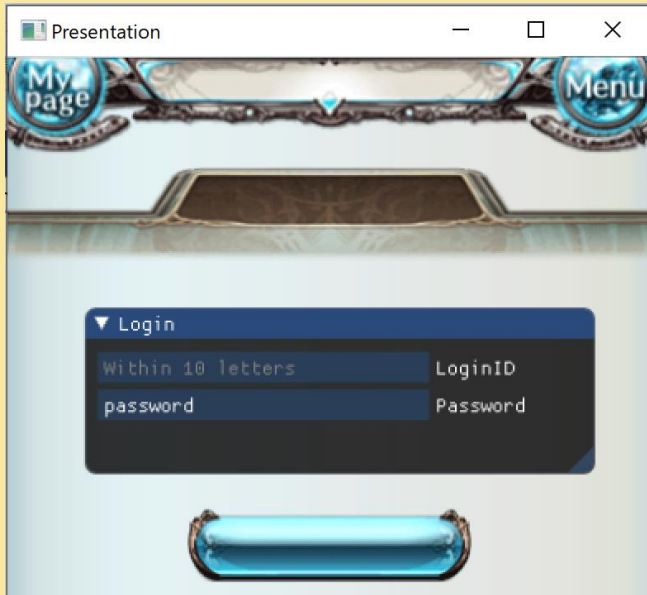 Presentation
My
page
Menu
Login
Within 10 letters LoginID
password Password